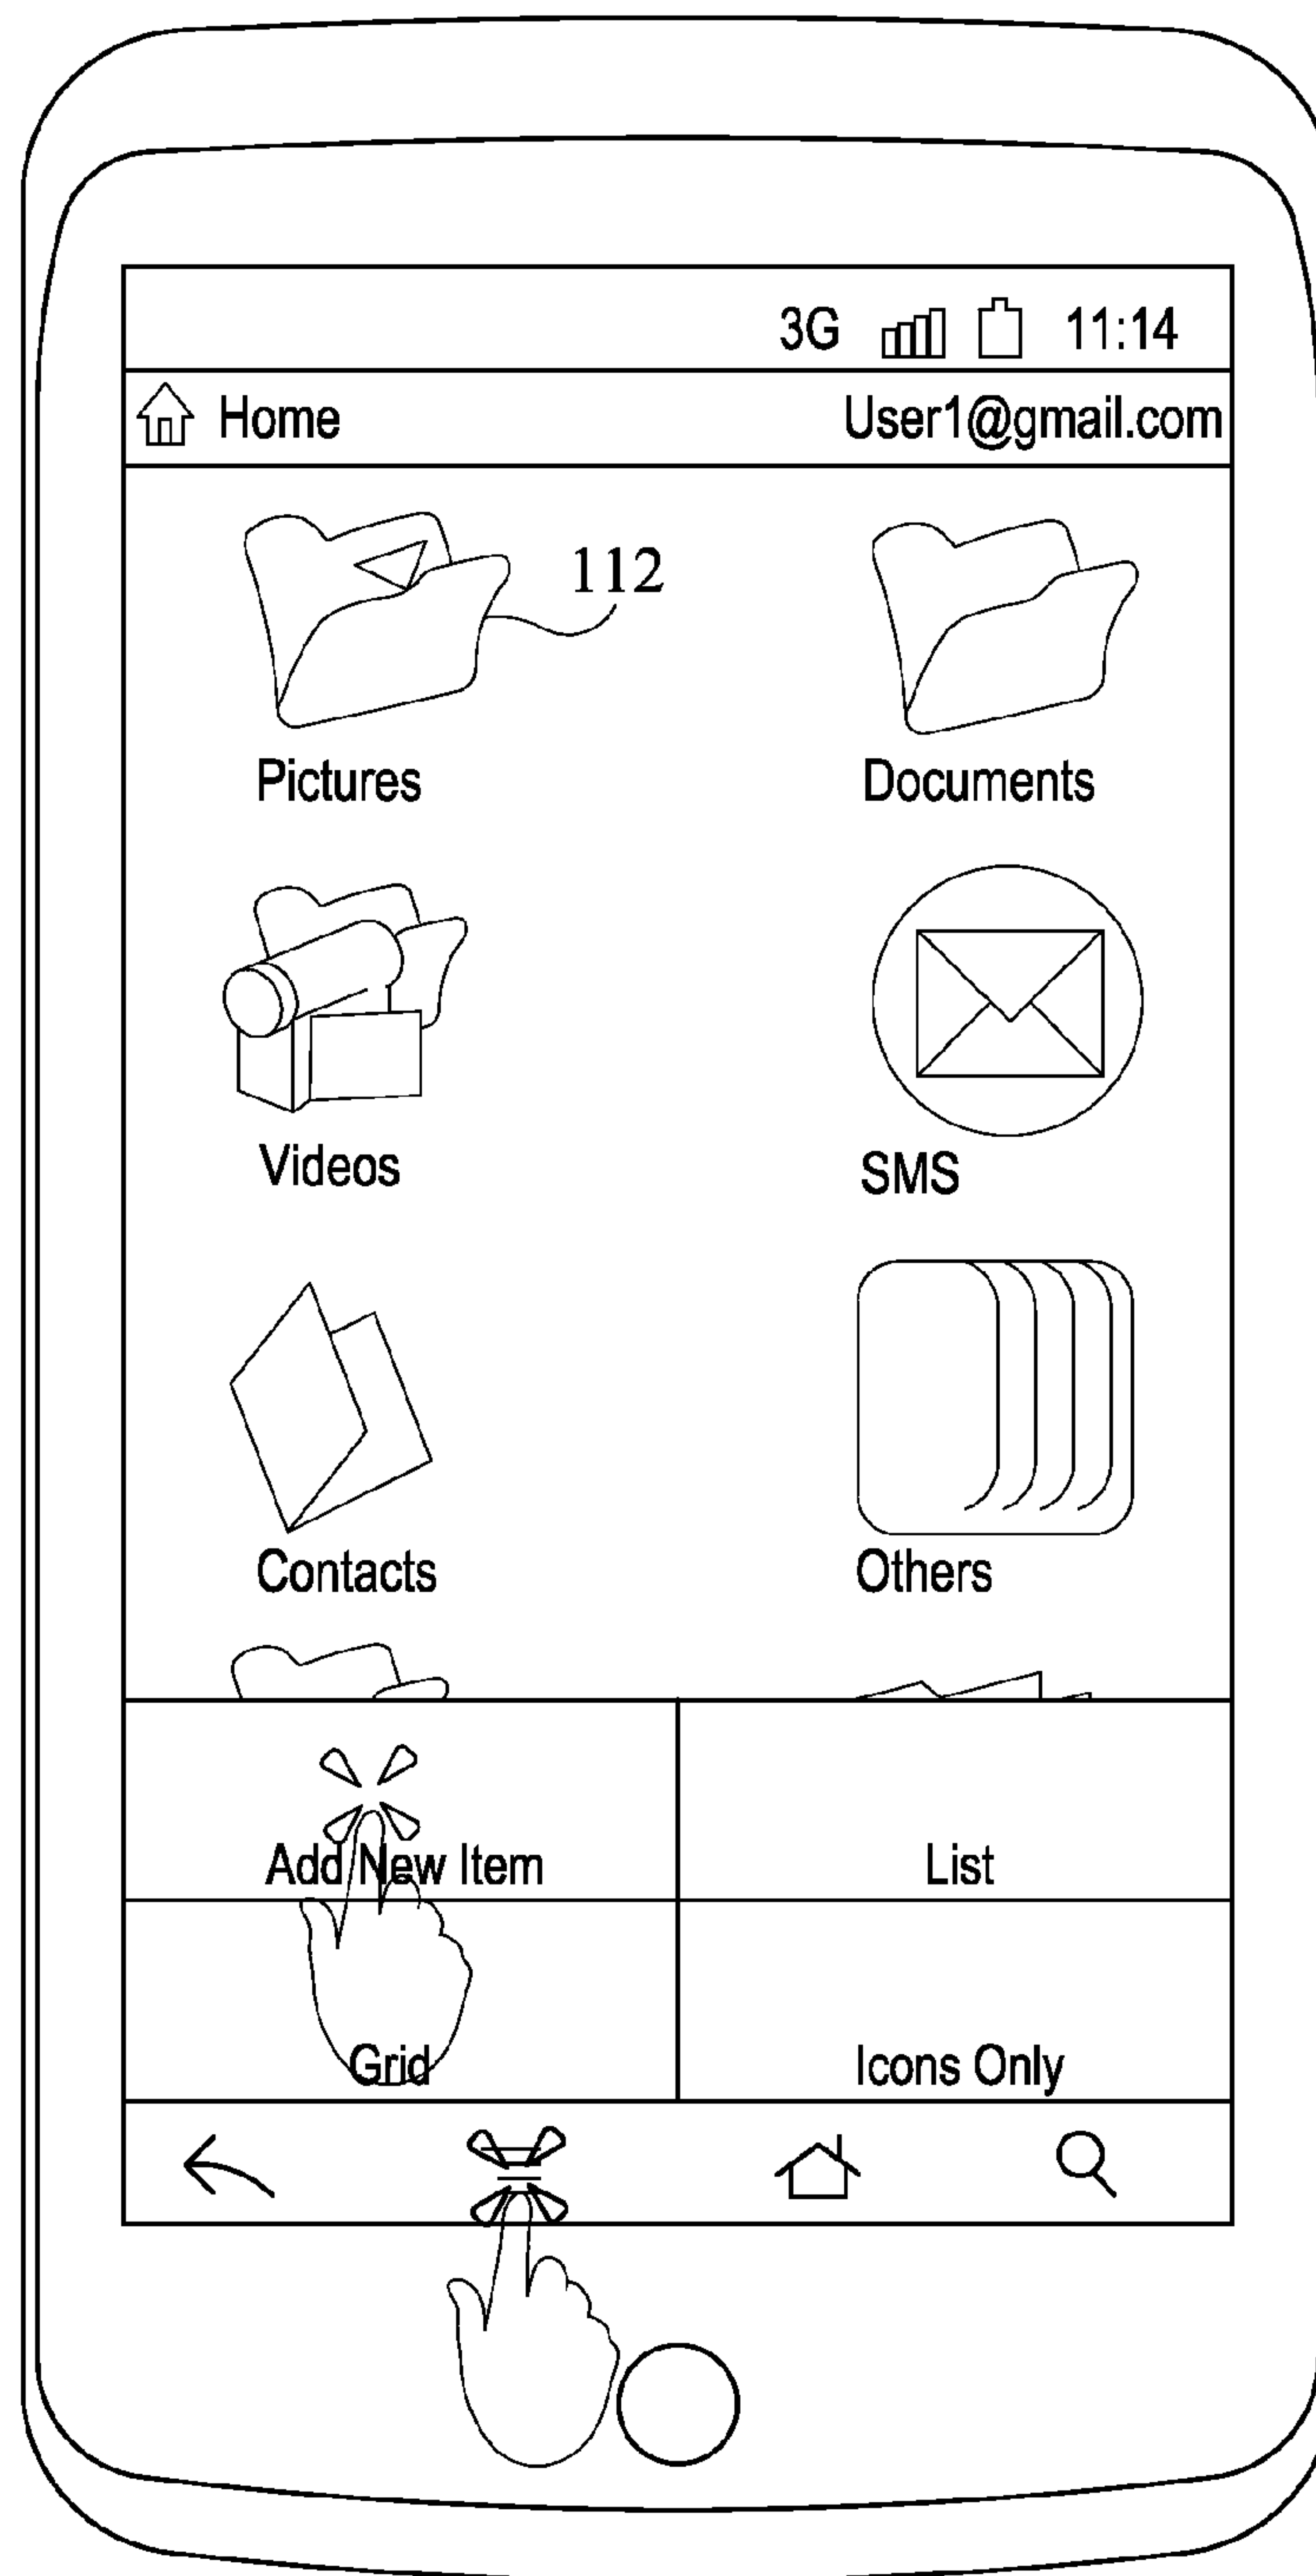 3G 11:14
Home User1@gmail.com
112
Pictures Documents
Videos SMS
Contacts Others
Add New Item List
Grid Icons Only